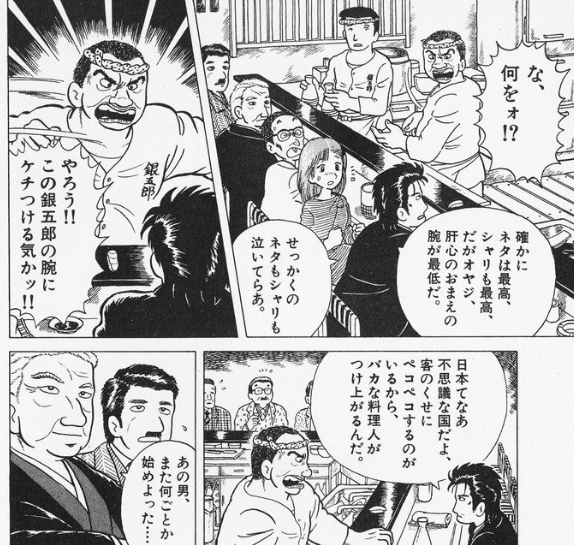 な、
何をォ!?
確かに
ネタは最高、
シャリも最高、
だがオヤジ、
肝心のおまえの
腕が最低だ。
せっかくの
ネタもシャリも
泣いてらあ。
銀五郎
やろう!!
この銀五郎の腕に
ケチつける気かッ!!
日本てなあ
不思議な国だよ、
客のくせに
ペコペコするのが
いるから、
バカな料理人が
つけ上がるんだ。
あの男、
また何ごとか
始めよった……